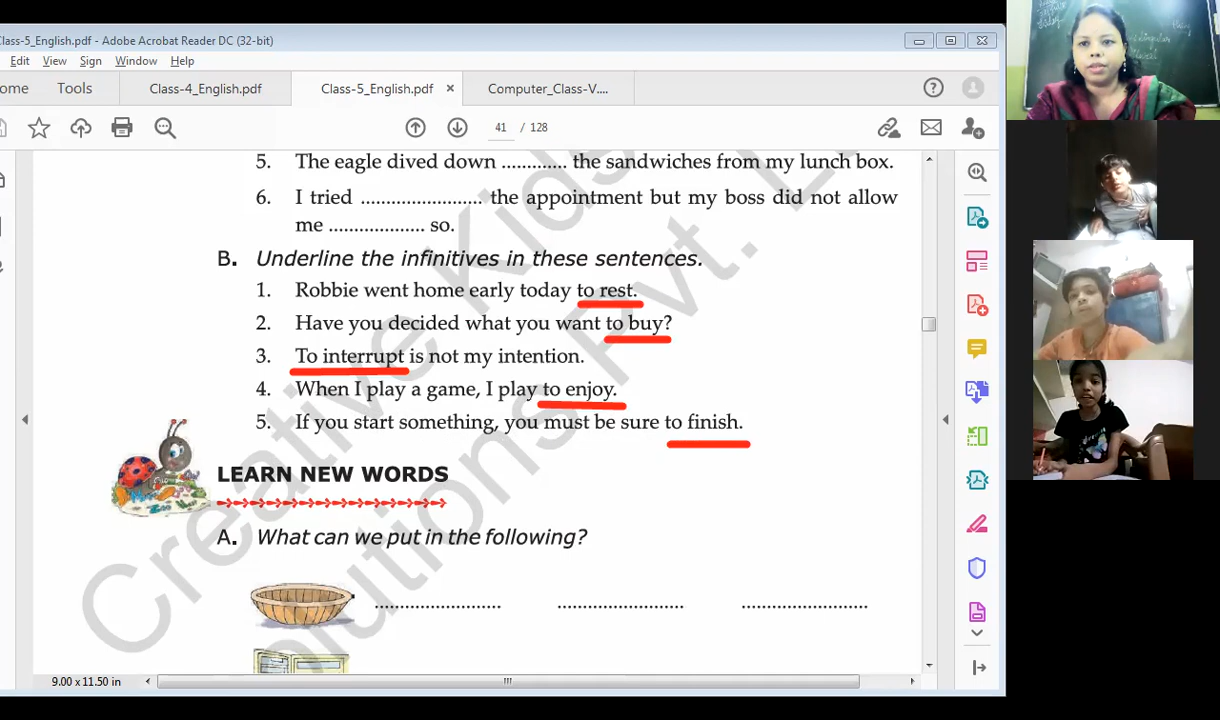 Class-5_English.pdf - Adobe Acrobat Reader DC (32-bit)
Edit View Sign Window Help
ome Tools Class-4_English.pdf Class-5_English.pdf × Computer_Class-V....
41 / 128
5. The eagle dived down ............. the sandwiches from my lunch box.
6. I tried ........................ the appointment but my boss did not allow
me ................... so.
B. Underline the infinitives in these sentences.
1. Robbie went home early today to rest.
2. Have you decided what you want to buy?
3. To interrupt is not my intention.
4. When I play a game, I play to enjoy.
5. If you start something, you must be sure to finish.
LEARN NEW WORDS
A. What can we put in the following?
......................... ......................... .........................
9.00 x 11.50 in
Creative Kids
olutions Pvt. L